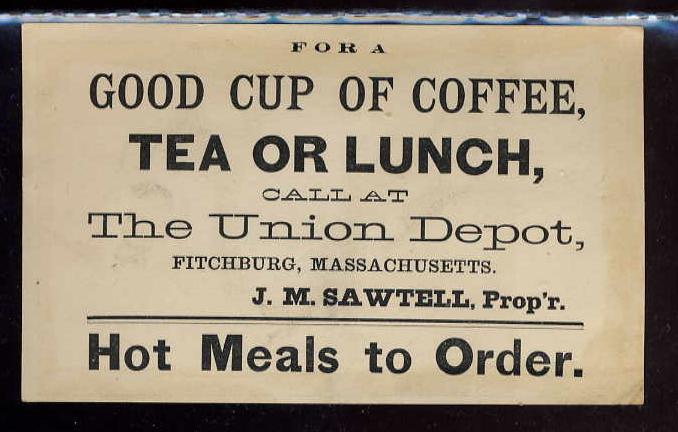 FOR A
GOOD CUP OF COFFEE,
TEA OR LUNCH,
CALL AT
The Union Depot,
FITCHBURG, MASSACHUSETTS.
J. M. SAWTELL, Prop'r.
Hot Meals to Order.